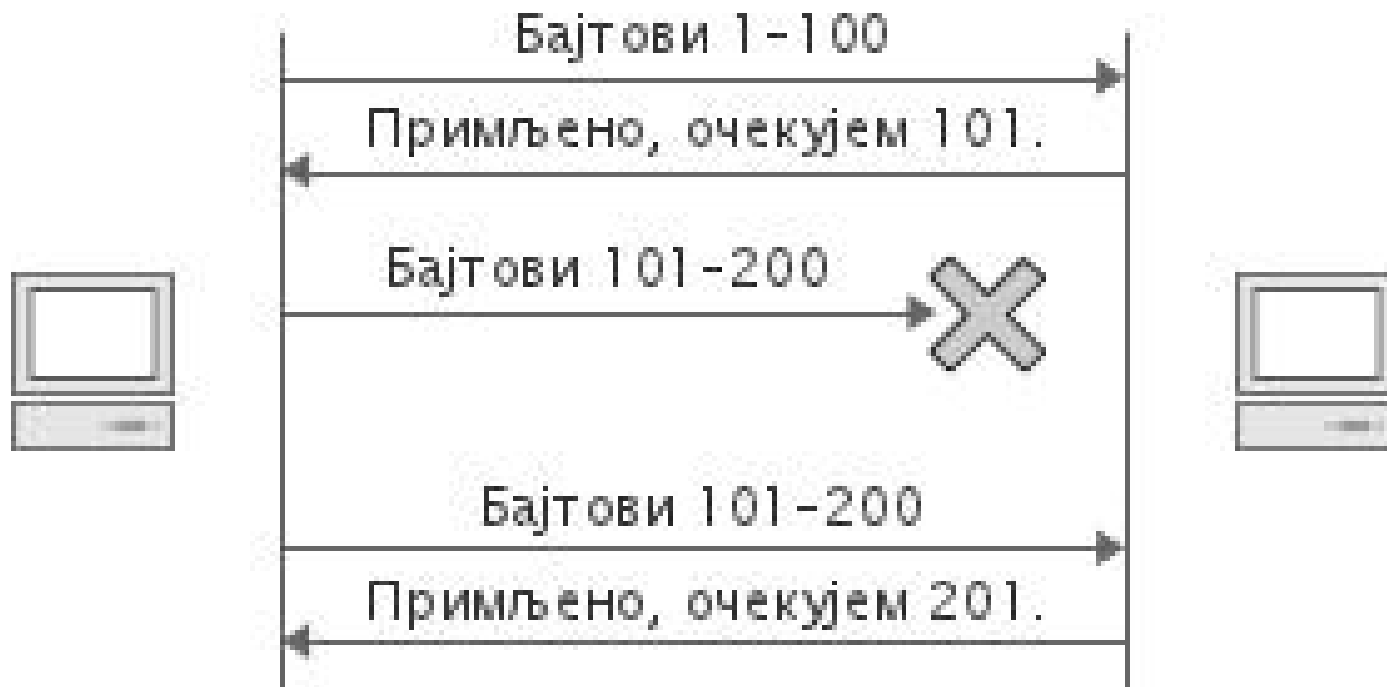 Бајтови 1-100
Примљено, очекујем 101.
Бајтови 101-200
Бајтови 101-200
Примљено, очекујем 201.